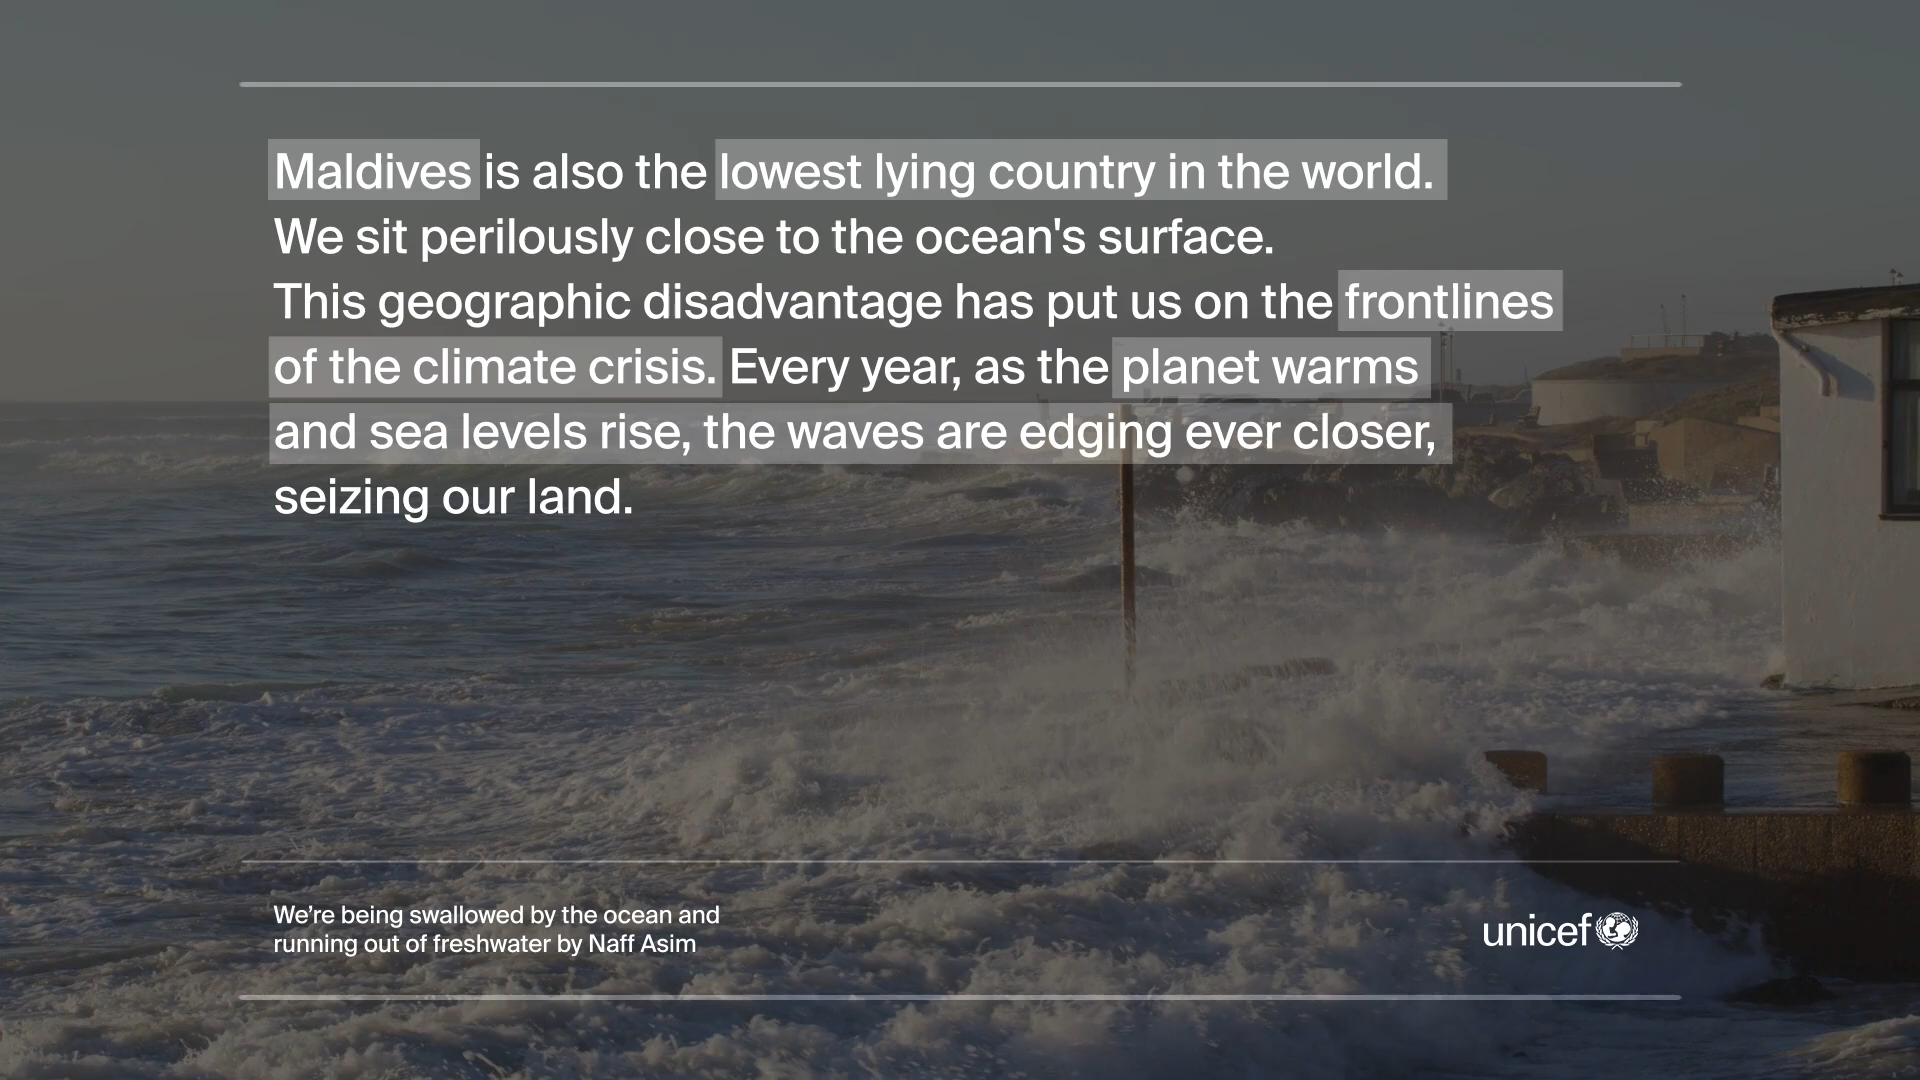 Maldives is also the lowest lying country in the world.
We sit perilously close to the ocean's surface.
This geographic disadvantage has put us on the frontlines
of the climate crisis. Every year, as the planet warms
and sea levels rise, the waves are edging ever closer,
seizing our land.
We’re being swallowed by the ocean and
running out of freshwater by Naff Asim
unicef